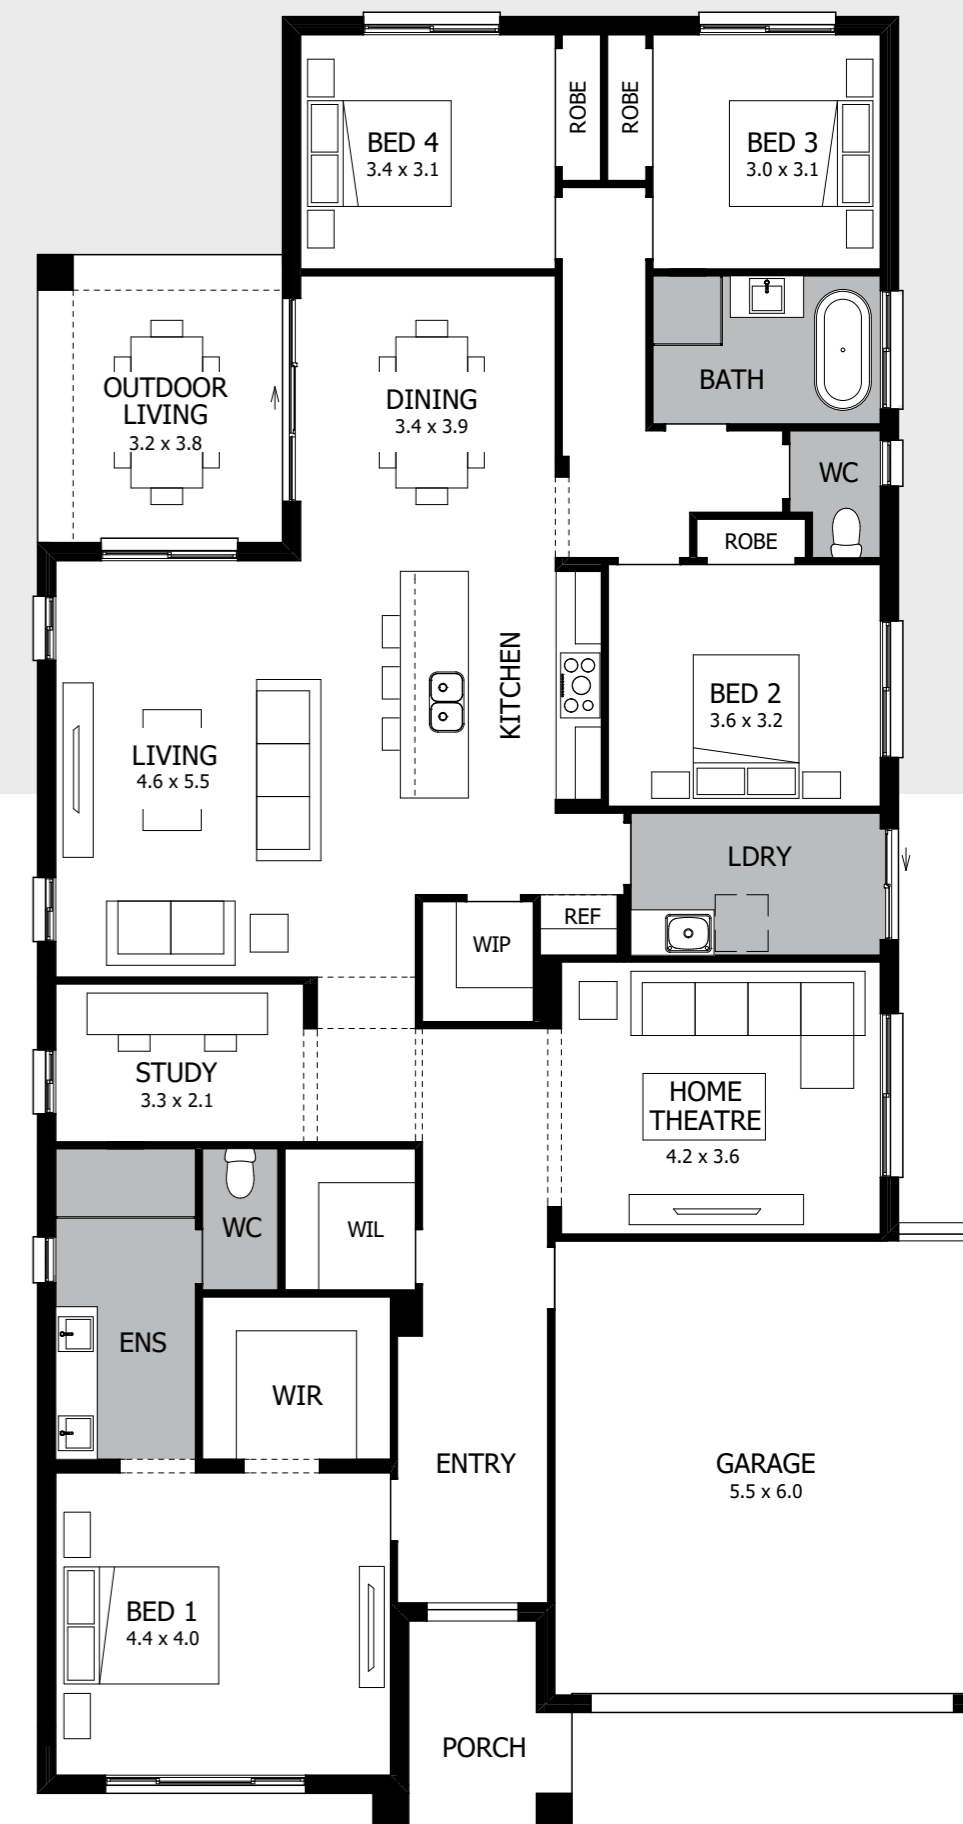 BED 4
3.4 x 3.1
ROBE
ROBE
BED 3
3.0 x 3.1
OUTDOOR
LIVING
3.2 x 3.8
DINING
3.4 x 3.9
BATH
WC
ROBE
KITCHEN
BED 2
3.6 x 3.2
LIVING
4.6 x 5.5
LDRY
WIP
REF
STUDY
3.3 x 2.1
HOME
THEATRE
4.2 x 3.6
WC
WIL
ENS
WIR
ENTRY
GARAGE
5.5 x 6.0
BED 1
4.4 x 4.0
PORCH